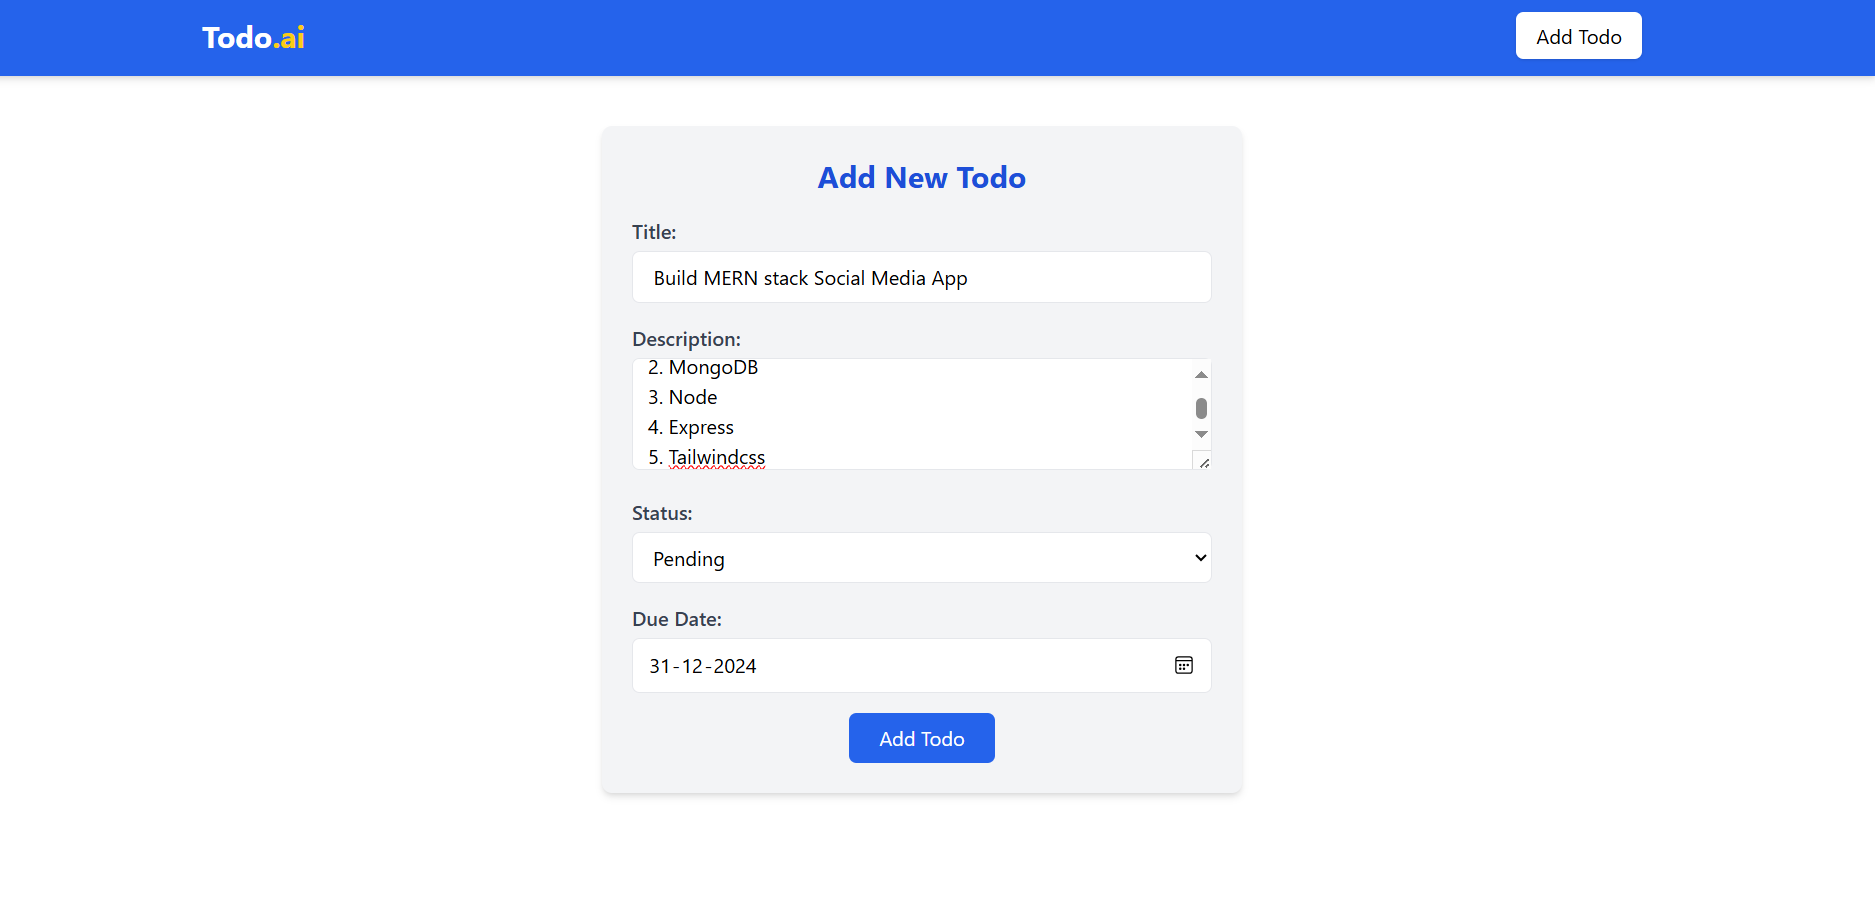 Todo.ai
Add Todo
Add New Todo
Title:
Build MERN stack Social Media App
Description:
2. MongoDB
3. Node
4. Express
5. Tailwindcss
Status:
Pending
Due Date:
31-12-2024
Add Todo